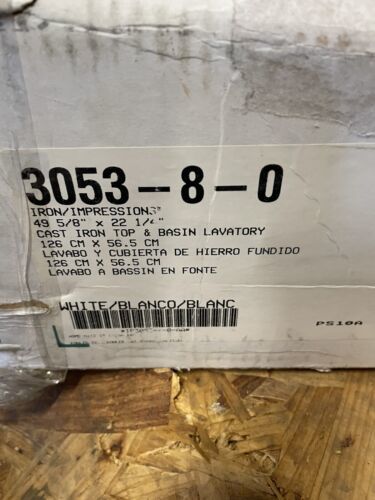 3053-8-0
IRON/IMPRESSIONS™
49 5/8" x 22 1/4"
CAST IRON TOP & BASIN LAVATORY
126 CM X 56.5 CM
LAVABO Y CUBIERTA DE HIERRO FUNDIDO
126 CM X 56.5 CM
LAVABO A BASSIN EN FONTE
WHITE/BLANCO/BLANC
PS10A